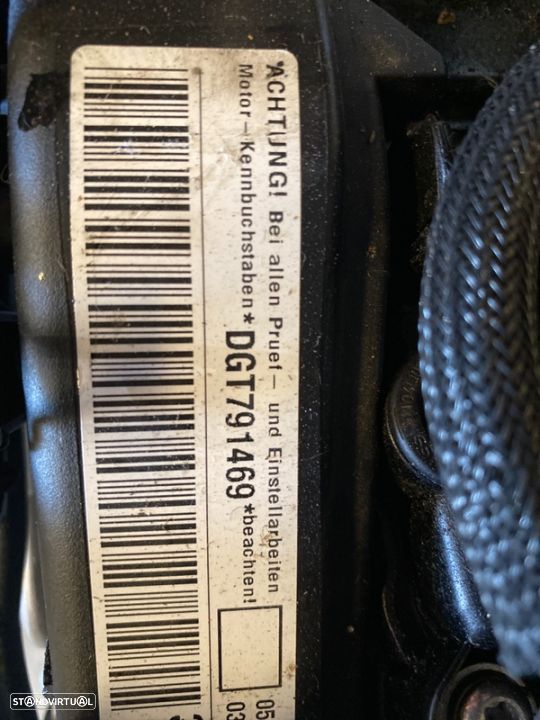 ACHTUNG! Bei allen Pruef- und Einstellarbeiten
Motor-Kennbuchstaben *DGT791469 *beachten!
05
03
STANDVIRTUAL